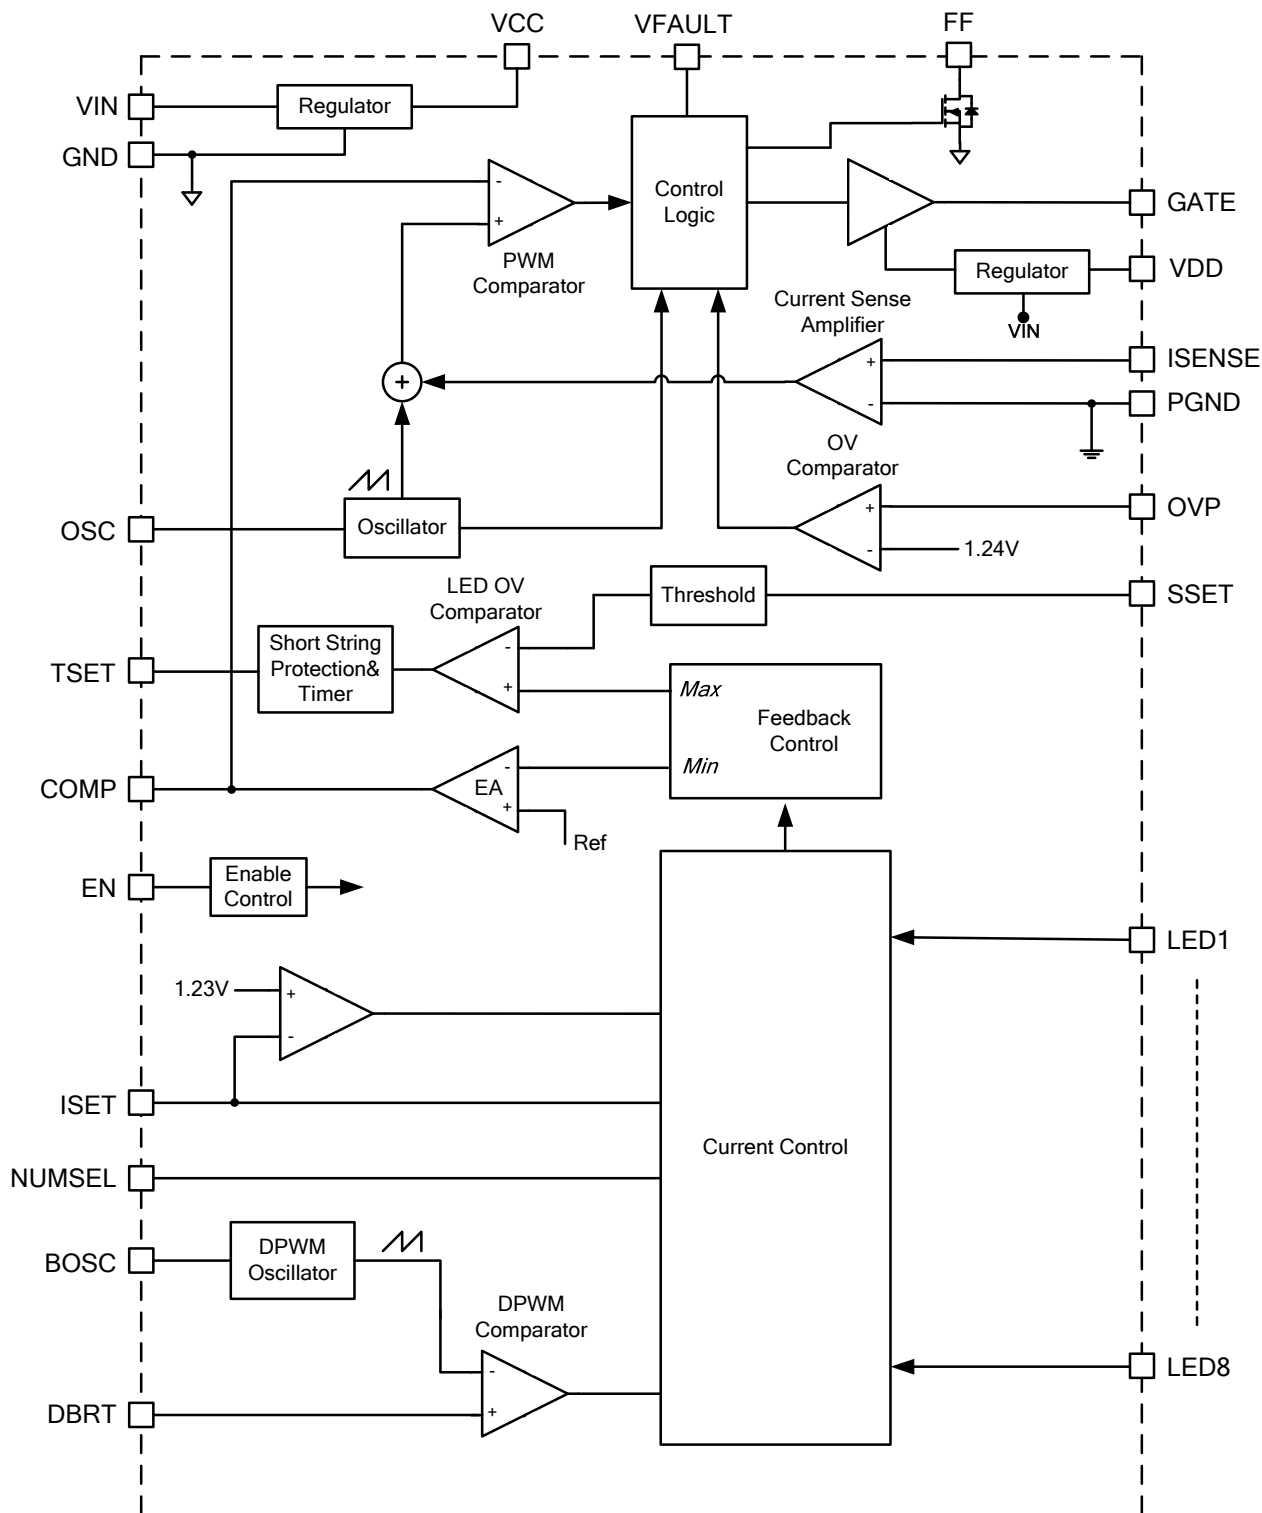 VCC
VFAULT
FF
VIN
Regulator
GND
-
+
PWM
Comparator
Control
Logic
GATE
Regulator
VDD
VIN
Current Sense
Amplifier
+
-
ISENSE
PGND
+
OV
Comparator
+
-
1.24V
OVP
OSC
Oscillator
LED OV
Comparator
Threshold
SSET
Short String
Protection&
Timer
TSET
-
+
Max
Min
Feedback
Control
COMP
EA
-
+
Ref
EN
Enable
Control
LED1
1.23V
+
-
ISET
NUMSEL
Current Control
BOSC
DPWM
Oscillator
DPWM
Comparator
-
+
DBRT
LED8